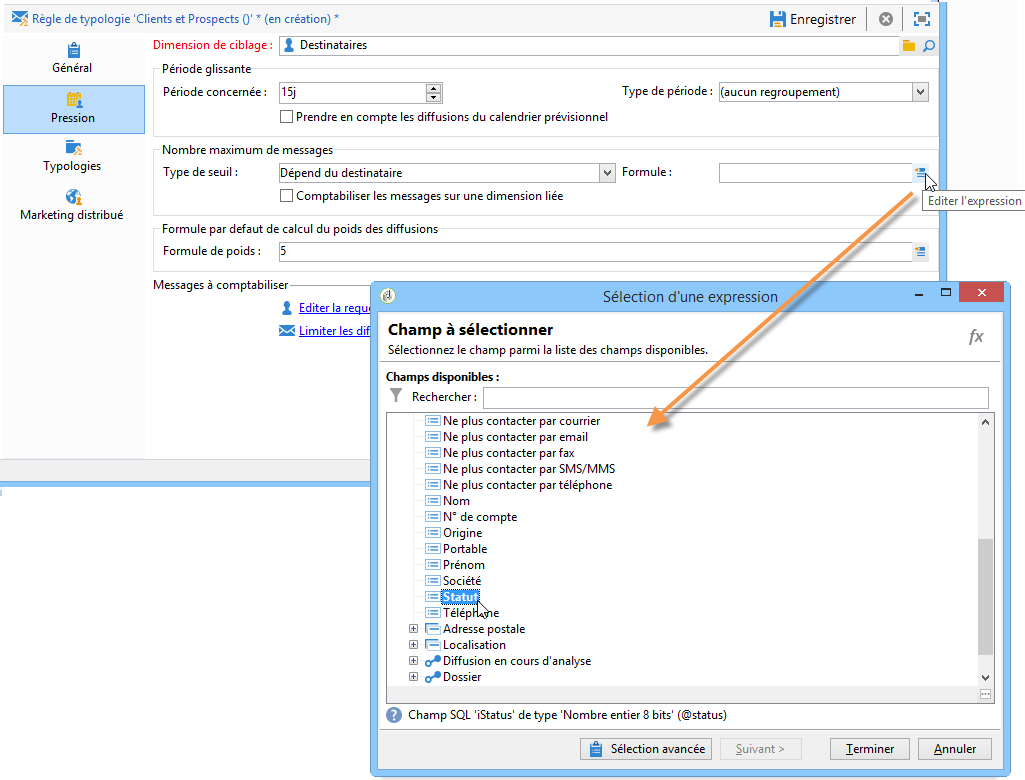 Règle de typologie 'Clients et Prospects ()' * (en création) *
Enregistrer
Général
Pression
Typologies
Marketing distribué
Dimension de ciblage :
Destinataires
Période glissante
Période concernée :
15j
Type de période :
(aucun regroupement)
Prendre en compte les diffusions du calendrier prévisionnel
Nombre maximum de messages
Type de seuil :
Dépend du destinataire
Formule :
Editer l'expression
Comptabiliser les messages sur une dimension liée
Formule par defaut de calcul du poids des diffusions
Formule de poids :
5
Messages à comptabiliser
Editer la requ
Limiter les dif
Sélection d'une expression
Champ à sélectionner
Sélectionnez le champ parmi la liste des champs disponibles.
fx
Champs disponibles :
Rechercher :
Ne plus contacter par courrier
Ne plus contacter par email
Ne plus contacter par fax
Ne plus contacter par SMS/MMS
Ne plus contacter par téléphone
Nom
N° de compte
Origine
Portable
Prénom
Société
Statut
Téléphone
Adresse postale
Localisation
Diffusion en cours d'analyse
Dossier
Champ SQL 'iStatus' de type 'Nombre entier 8 bits' (@status)
Sélection avancée
Suivant >
Terminer
Annuler